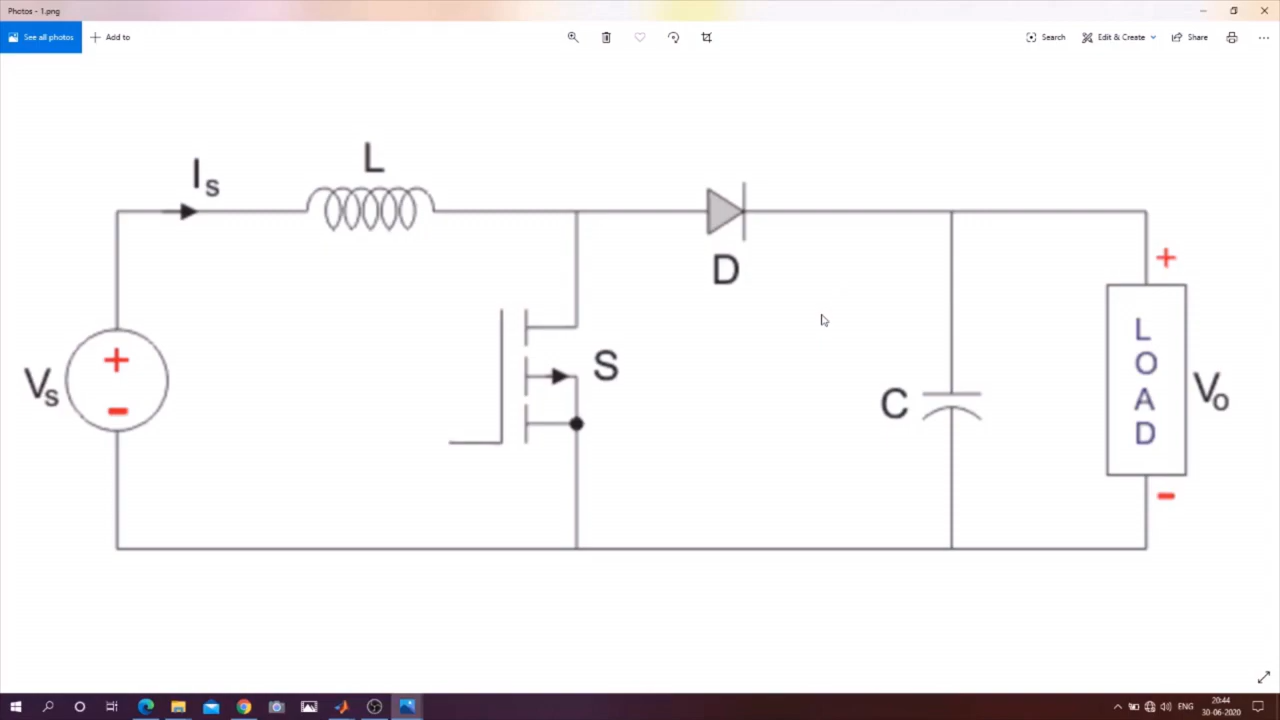 Photos - 1.png
See all photos
Add to
Search
Edit & Create
Share
L
Is
D
+
S
LOAD
+
-
Vs
C
Vo
-
20:44
ENG
30-06-2020